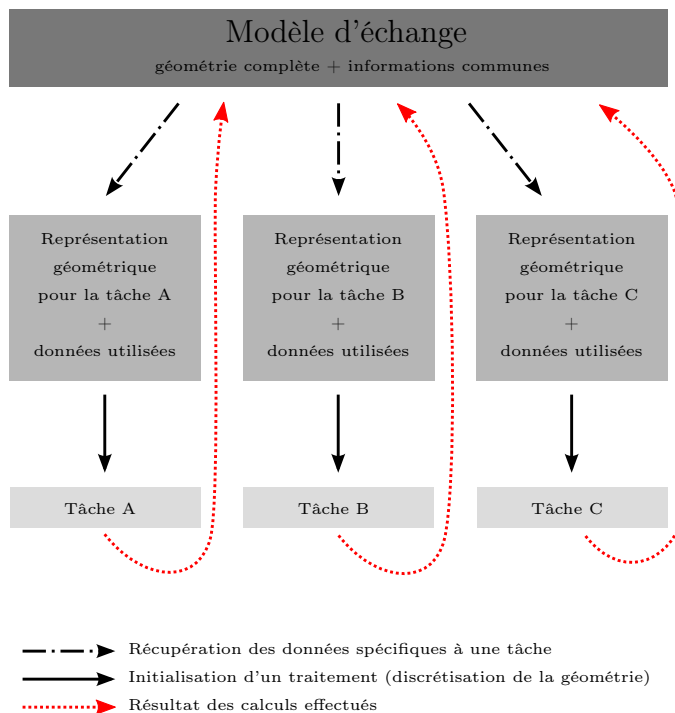 Modèle d'échange
géométrie complète + informations communes
Représentation
géométrique
pour la tâche A
+
données utilisées
Représentation
géométrique
pour la tâche B
+
données utilisées
Représentation
géométrique
pour la tâche C
+
données utilisées
Tâche A
Tâche B
Tâche C
Récupération des données spécifiques à une tâche
Initialisation d'un traitement (discrétisation de la géométrie)
Résultat des calculs effectués